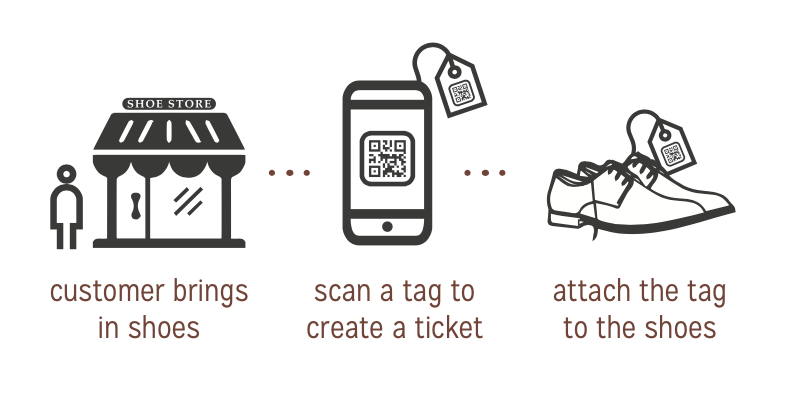 SHOE STORE
customer brings
in shoes
scan a tag to
create a ticket
attach the tag
to the shoes